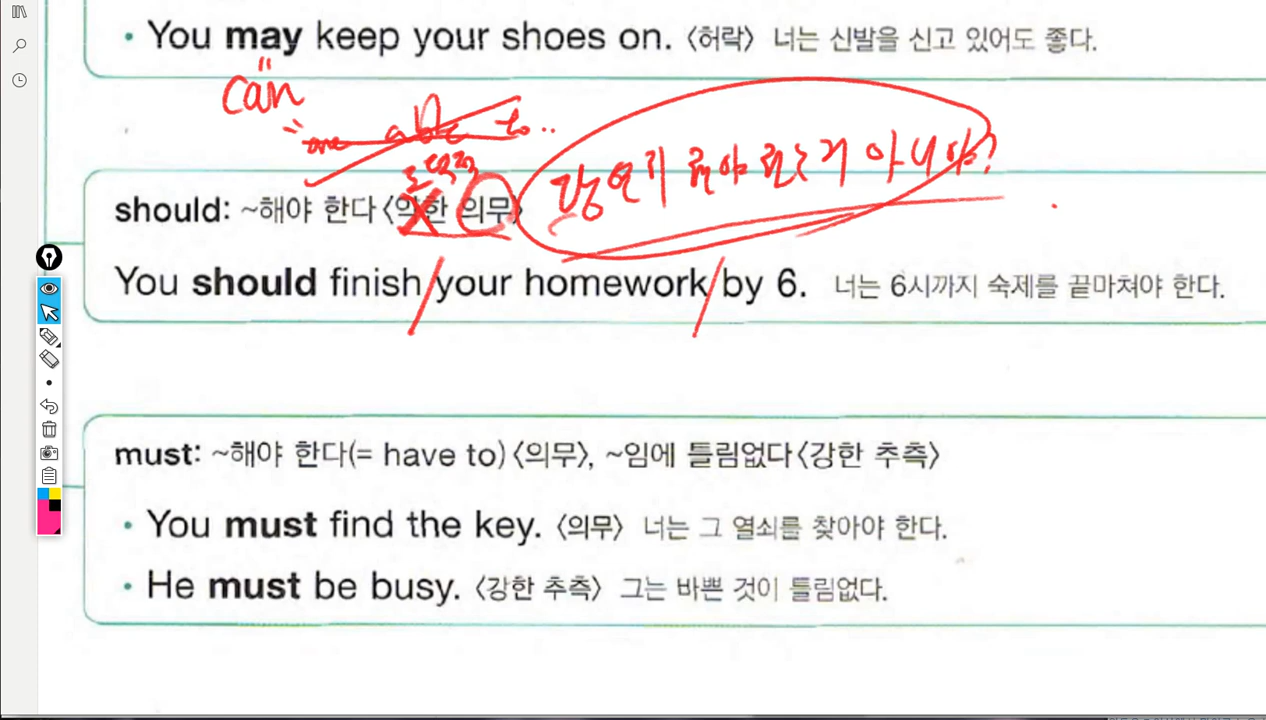 • You may keep your shoes on. 〈허락〉 너는 신발을 신고 있어도 좋다.
can
are able to..
도덕적
당연히 해야 하는거 아니야?
should: ~해야 한다〈약한 의무〉
You should finish/your homework/by 6. 너는 6시까지 숙제를 끝마쳐야 한다.
must: ~해야 한다(= have to)〈의무〉, ~임에 틀림없다〈강한 추측〉
• You must find the key. 〈의무〉 너는 그 열쇠를 찾아야 한다.
• He must be busy. 〈강한 추측〉 그는 바쁜 것이 틀림없다.